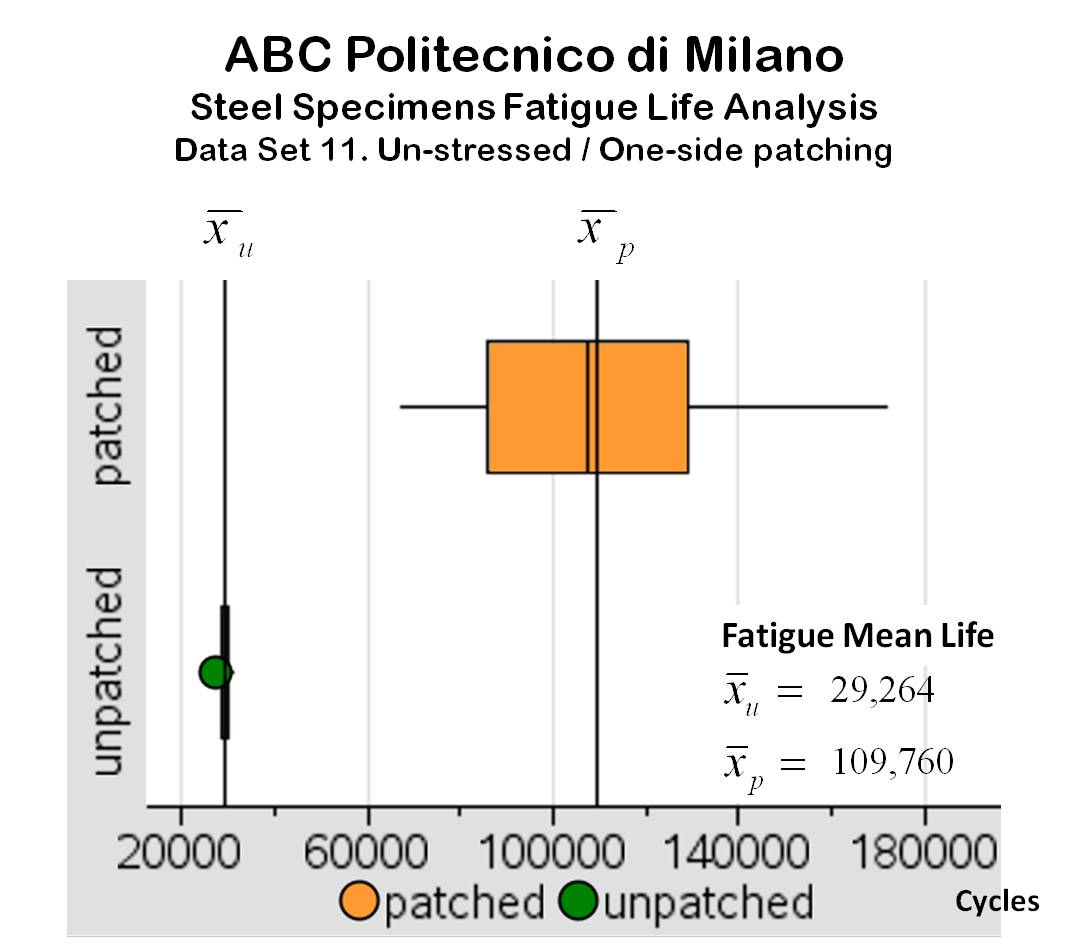 ABC Politecnico di Milano
Steel Specimens Fatigue Life Analysis
Data Set 11. Un-stressed / One-side patching
x̅ u x̅ p
patched
unpatched
Fatigue Mean Life
x̅ u = 29,264
x̅ p = 109,760
20000 60000 100000 140000 180000
patched unpatched Cycles